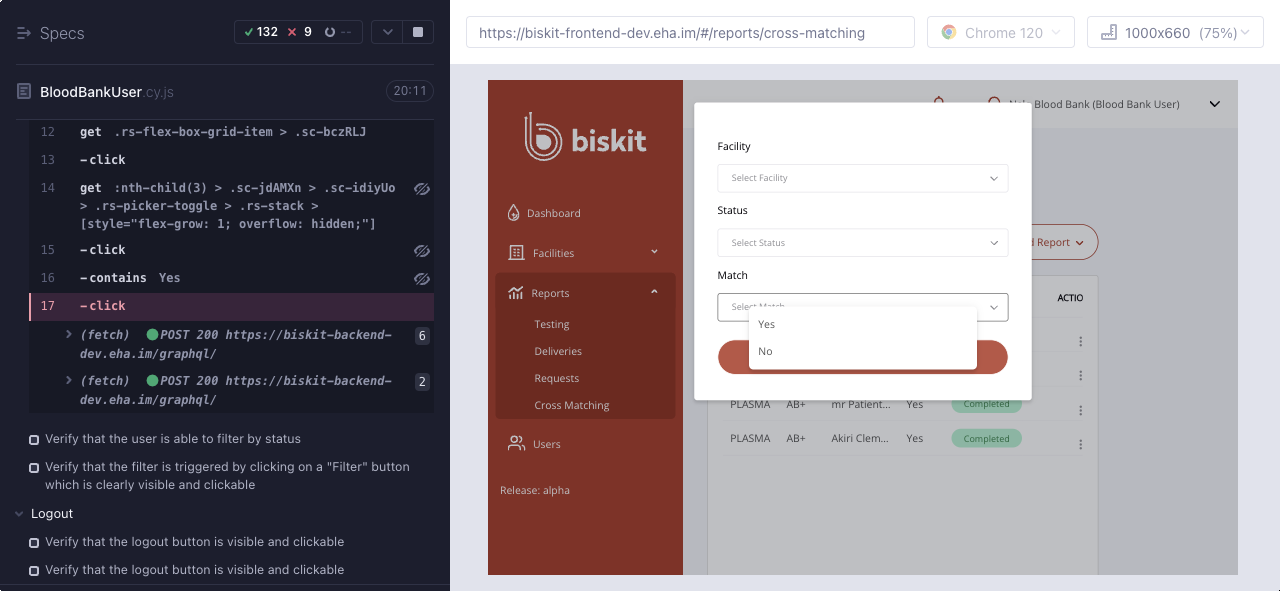 Specs
132
9
--
BloodBankUser.cy.js
20:11
12 get .rs-flex-box-grid-item > .sc-bczRLJ
13 -click
14 get :nth-child(3) > .sc-jdAMXn > .sc-idiyUo
> .rs-picker-toggle > .rs-stack >
[style="flex-grow: 1; overflow: hidden;"]
15 -click
16 -contains Yes
17 -click
(fetch) POST 200 https://biskit-backend-
dev.eha.im/graphql/
6
(fetch) POST 200 https://biskit-backend-
dev.eha.im/graphql/
2
Verify that the user is able to filter by status
Verify that the filter is triggered by clicking on a "Filter" button
which is clearly visible and clickable
Logout
Verify that the logout button is visible and clickable
Verify that the logout button is visible and clickable
https://biskit-frontend-dev.eha.im/#/reports/cross-matching
Chrome 120
1000x660 (75%)
biskit
Dashboard
Facilities
Reports
Testing
Deliveries
Requests
Cross Matching
Users
Release: alpha
Blood Bank (Blood Bank User)
Facility
Select Facility
Status
Select Status
Match
Select Match
Yes
No
Report
ACTIO
PLASMA AB+ mr Patient... Yes Completed
PLASMA AB+ Akiri Clem... Yes Completed